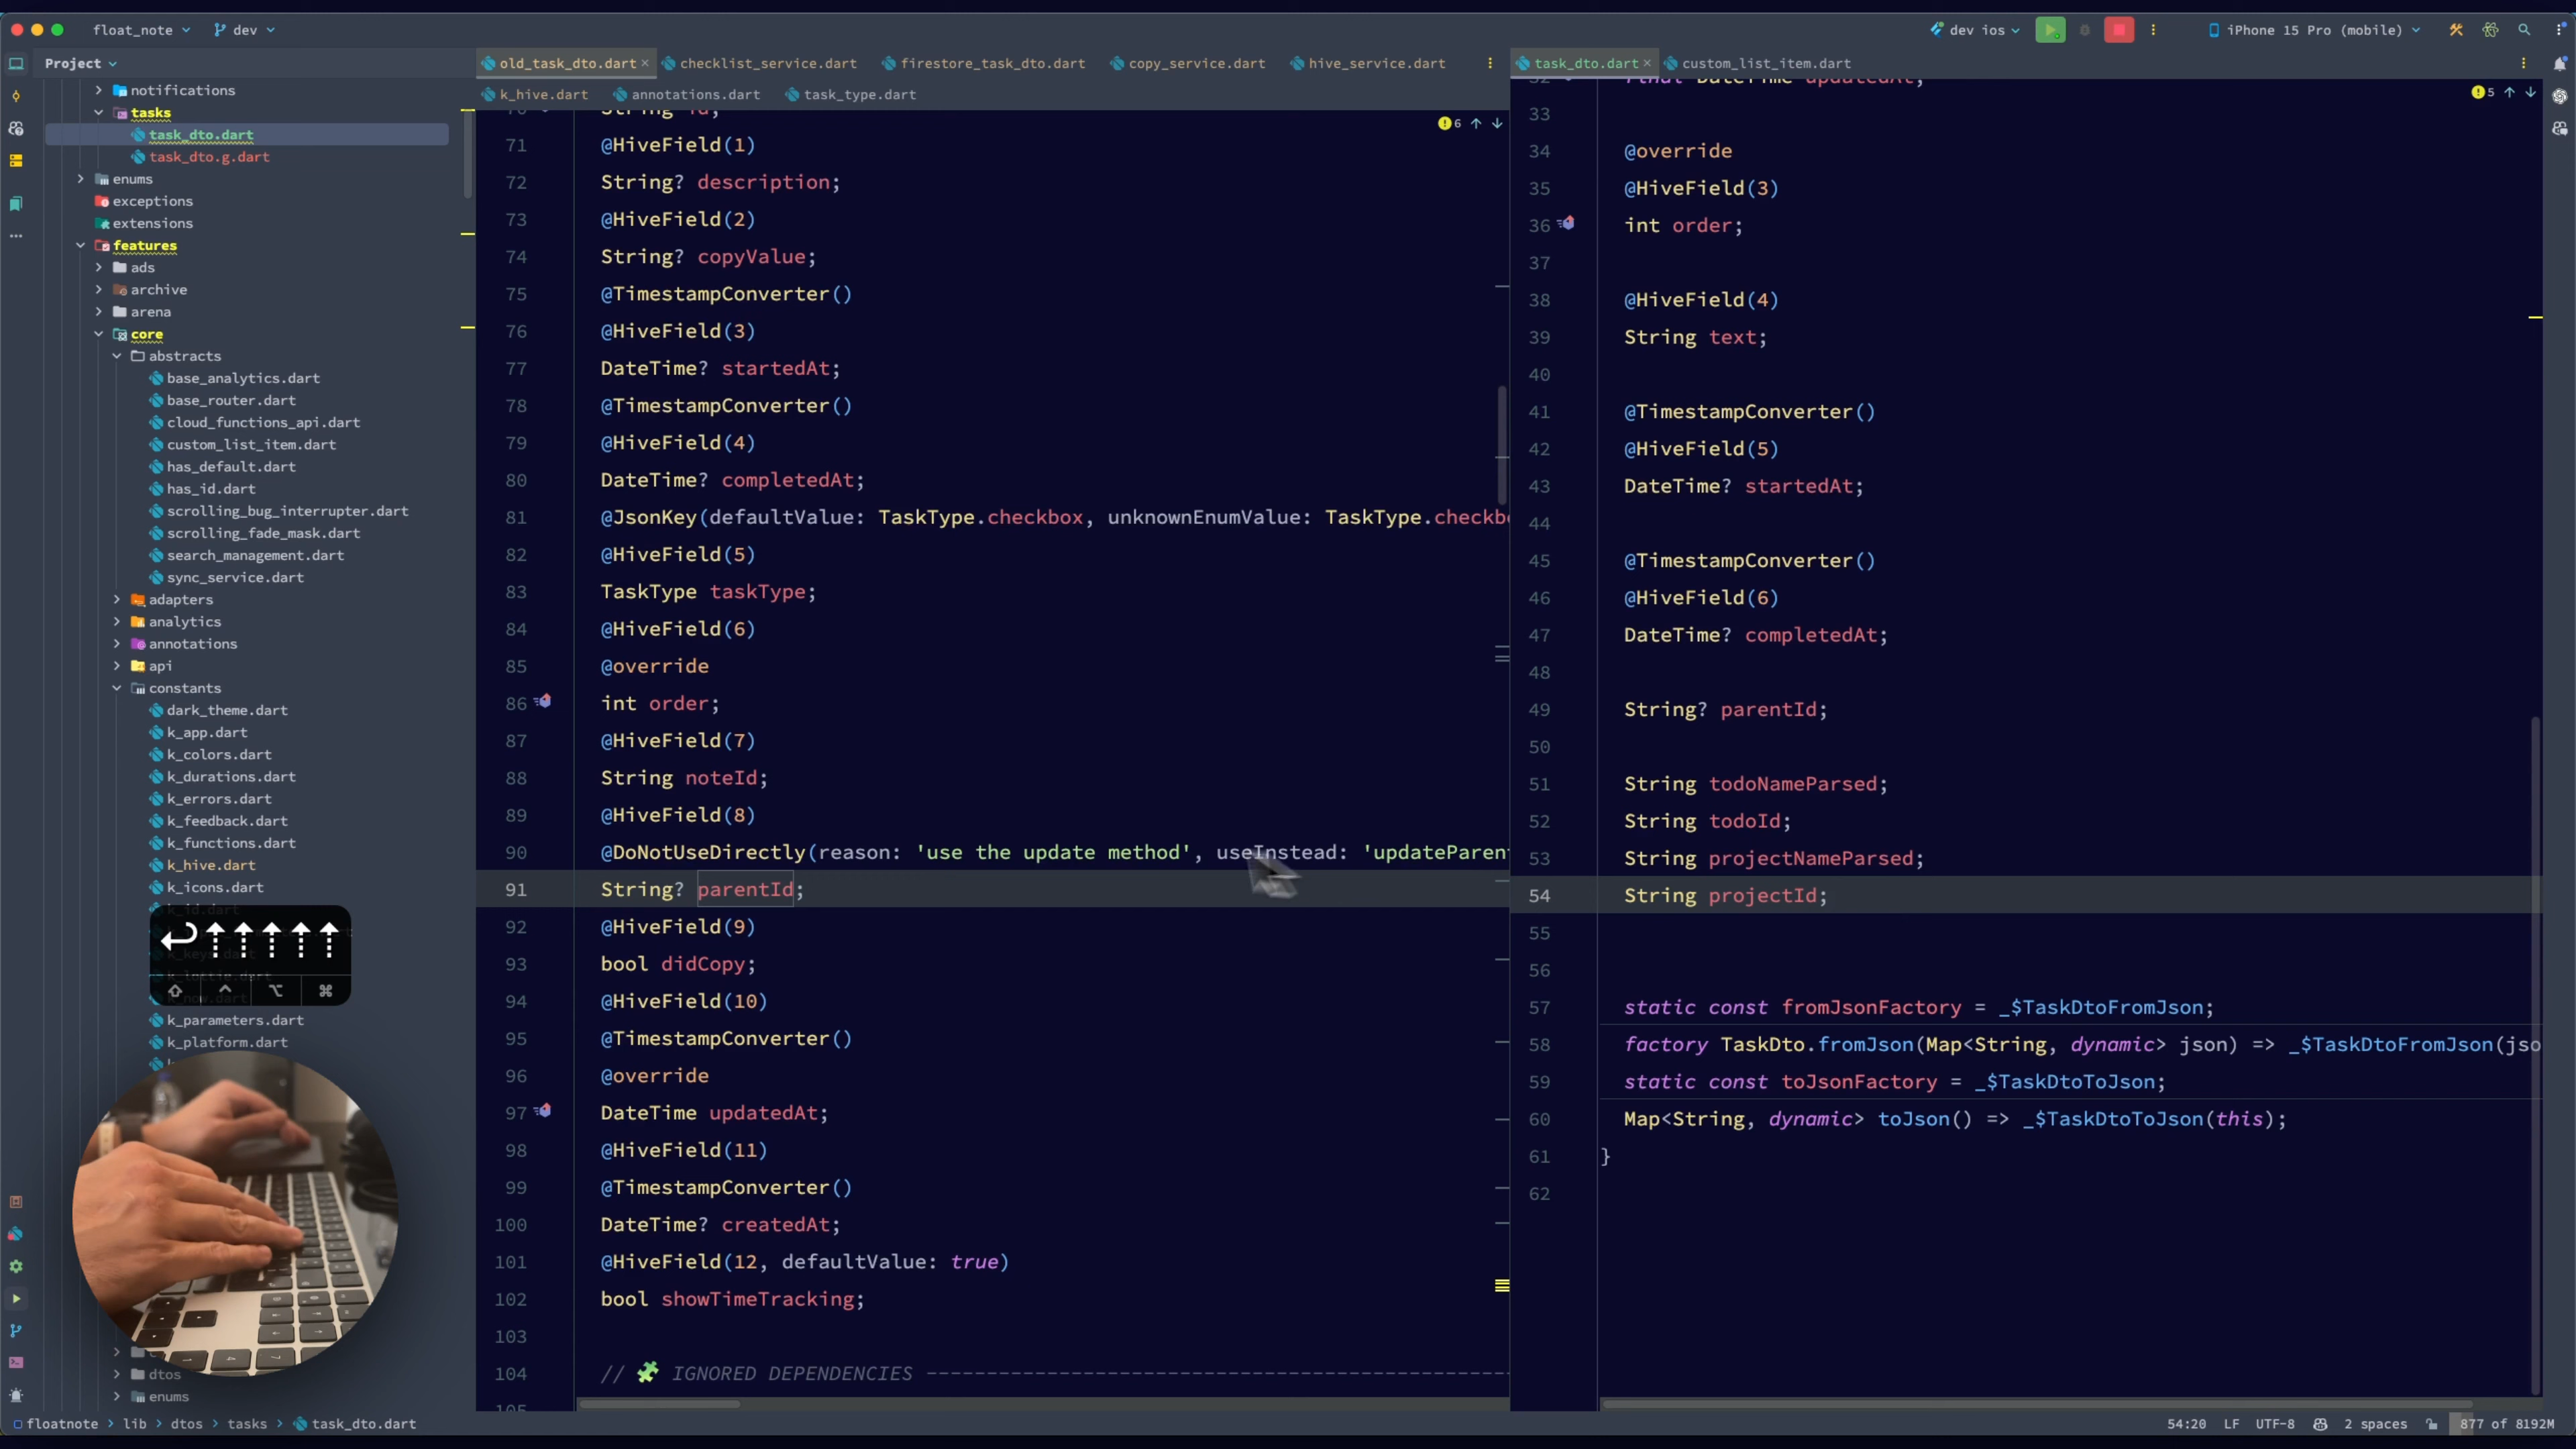 float_note
dev
dev ios
iPhone 15 Pro (mobile)
Project
notifications
tasks
task_dto.dart
task_dto.g.dart
enums
exceptions
extensions
features
ads
archive
arena
core
abstracts
base_analytics.dart
base_router.dart
cloud_functions_api.dart
custom_list_item.dart
has_default.dart
has_id.dart
scrolling_bug_interrupter.dart
scrolling_fade_mask.dart
search_management.dart
sync_service.dart
adapters
analytics
annotations
api
constants
dark_theme.dart
k_app.dart
k_colors.dart
k_durations.dart
k_errors.dart
k_feedback.dart
k_functions.dart
k_hive.dart
k_icons.dart
k_id.dart
k_parameters.dart
k_platform.dart
dtos
enums
old_task_dto.dart checklist_service.dart firestore_task_dto.dart copy_service.dart hive_service.dart
k_hive.dart annotations.dart task_type.dart
6
71 @HiveField(1)
72 String? description;
73 @HiveField(2)
74 String? copyValue;
75 @TimestampConverter()
76 @HiveField(3)
77 DateTime? startedAt;
78 @TimestampConverter()
79 @HiveField(4)
80 DateTime? completedAt;
81 @JsonKey(defaultValue: TaskType.checkbox, unknownEnumValue: TaskType.checkb
82 @HiveField(5)
83 TaskType taskType;
84 @HiveField(6)
85 @override
86 int order;
87 @HiveField(7)
88 String noteId;
89 @HiveField(8)
90 @DoNotUseDirectly(reason: 'use the update method', useInstead: 'updateParen
91 String? parentId;
92 @HiveField(9)
93 bool didCopy;
94 @HiveField(10)
95 @TimestampConverter()
96 @override
97 DateTime updatedAt;
98 @HiveField(11)
99 @TimestampConverter()
100 DateTime? createdAt;
101 @HiveField(12, defaultValue: true)
102 bool showTimeTracking;
103
104 // 🧩 IGNORED DEPENDENCIES ------------------------------------------------
task_dto.dart custom_list_item.dart
5
final DateTime updatedAt;
33
34 @override
35 @HiveField(3)
36 int order;
37
38 @HiveField(4)
39 String text;
40
41 @TimestampConverter()
42 @HiveField(5)
43 DateTime? startedAt;
44
45 @TimestampConverter()
46 @HiveField(6)
47 DateTime? completedAt;
48
49 String? parentId;
50
51 String todoNameParsed;
52 String todoId;
53 String projectNameParsed;
54 String projectId;
55
56
57 static const fromJsonFactory = _$TaskDtoFromJson;
58 factory TaskDto.fromJson(Map<String, dynamic> json) => _$TaskDtoFromJson(jso
59 static const toJsonFactory = _$TaskDtoToJson;
60 Map<String, dynamic> toJson() => _$TaskDtoToJson(this);
61 }
62
floatnote > lib > dtos > tasks > task_dto.dart
54:20 LF UTF-8 2 spaces 877 of 8192M